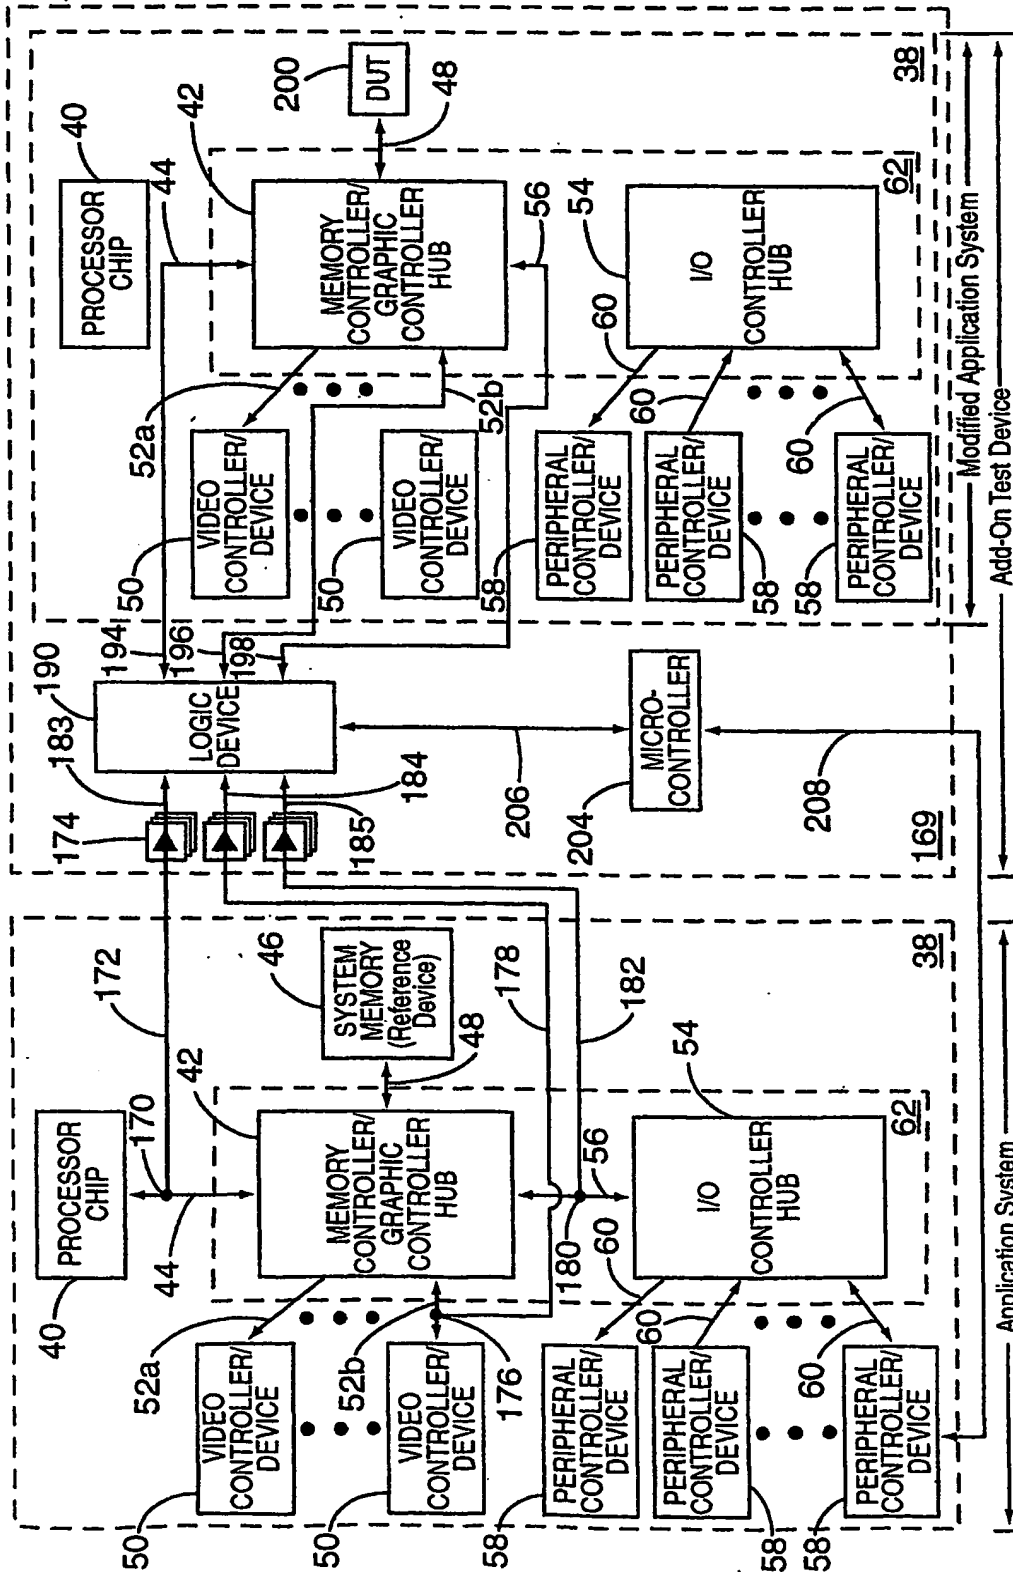 40
PROCESSOR
CHIP
170
172
44
42
MEMORY
CONTROLLER/
GRAPHIC
CONTROLLER
HUB
46
SYSTEM
MEMORY
(Reference
Device)
48
50
VIDEO
CONTROLLER/
DEVICE
52a
50
VIDEO
CONTROLLER/
DEVICE
52b
176
178
180
182
56
54
I/O
CONTROLLER
HUB
62
60
60
60
58
PERIPHERAL
CONTROLLER/
DEVICE
58
PERIPHERAL
CONTROLLER/
DEVICE
58
PERIPHERAL
CONTROLLER/
DEVICE
38
Application System
174
183
184
185
190
LOGIC
DEVICE
194
196
198
206
204
MICRO-
CONTROLLER
208
169
40
PROCESSOR
CHIP
44
42
MEMORY
CONTROLLER/
GRAPHIC
CONTROLLER
HUB
200
DUT
48
50
VIDEO
CONTROLLER/
DEVICE
52a
50
VIDEO
CONTROLLER/
DEVICE
52b
56
54
I/O
CONTROLLER
HUB
62
60
60
60
58
PERIPHERAL
CONTROLLER/
DEVICE
58
PERIPHERAL
CONTROLLER/
DEVICE
58
PERIPHERAL
CONTROLLER/
DEVICE
38
Modified Application System
Add-On Test Device